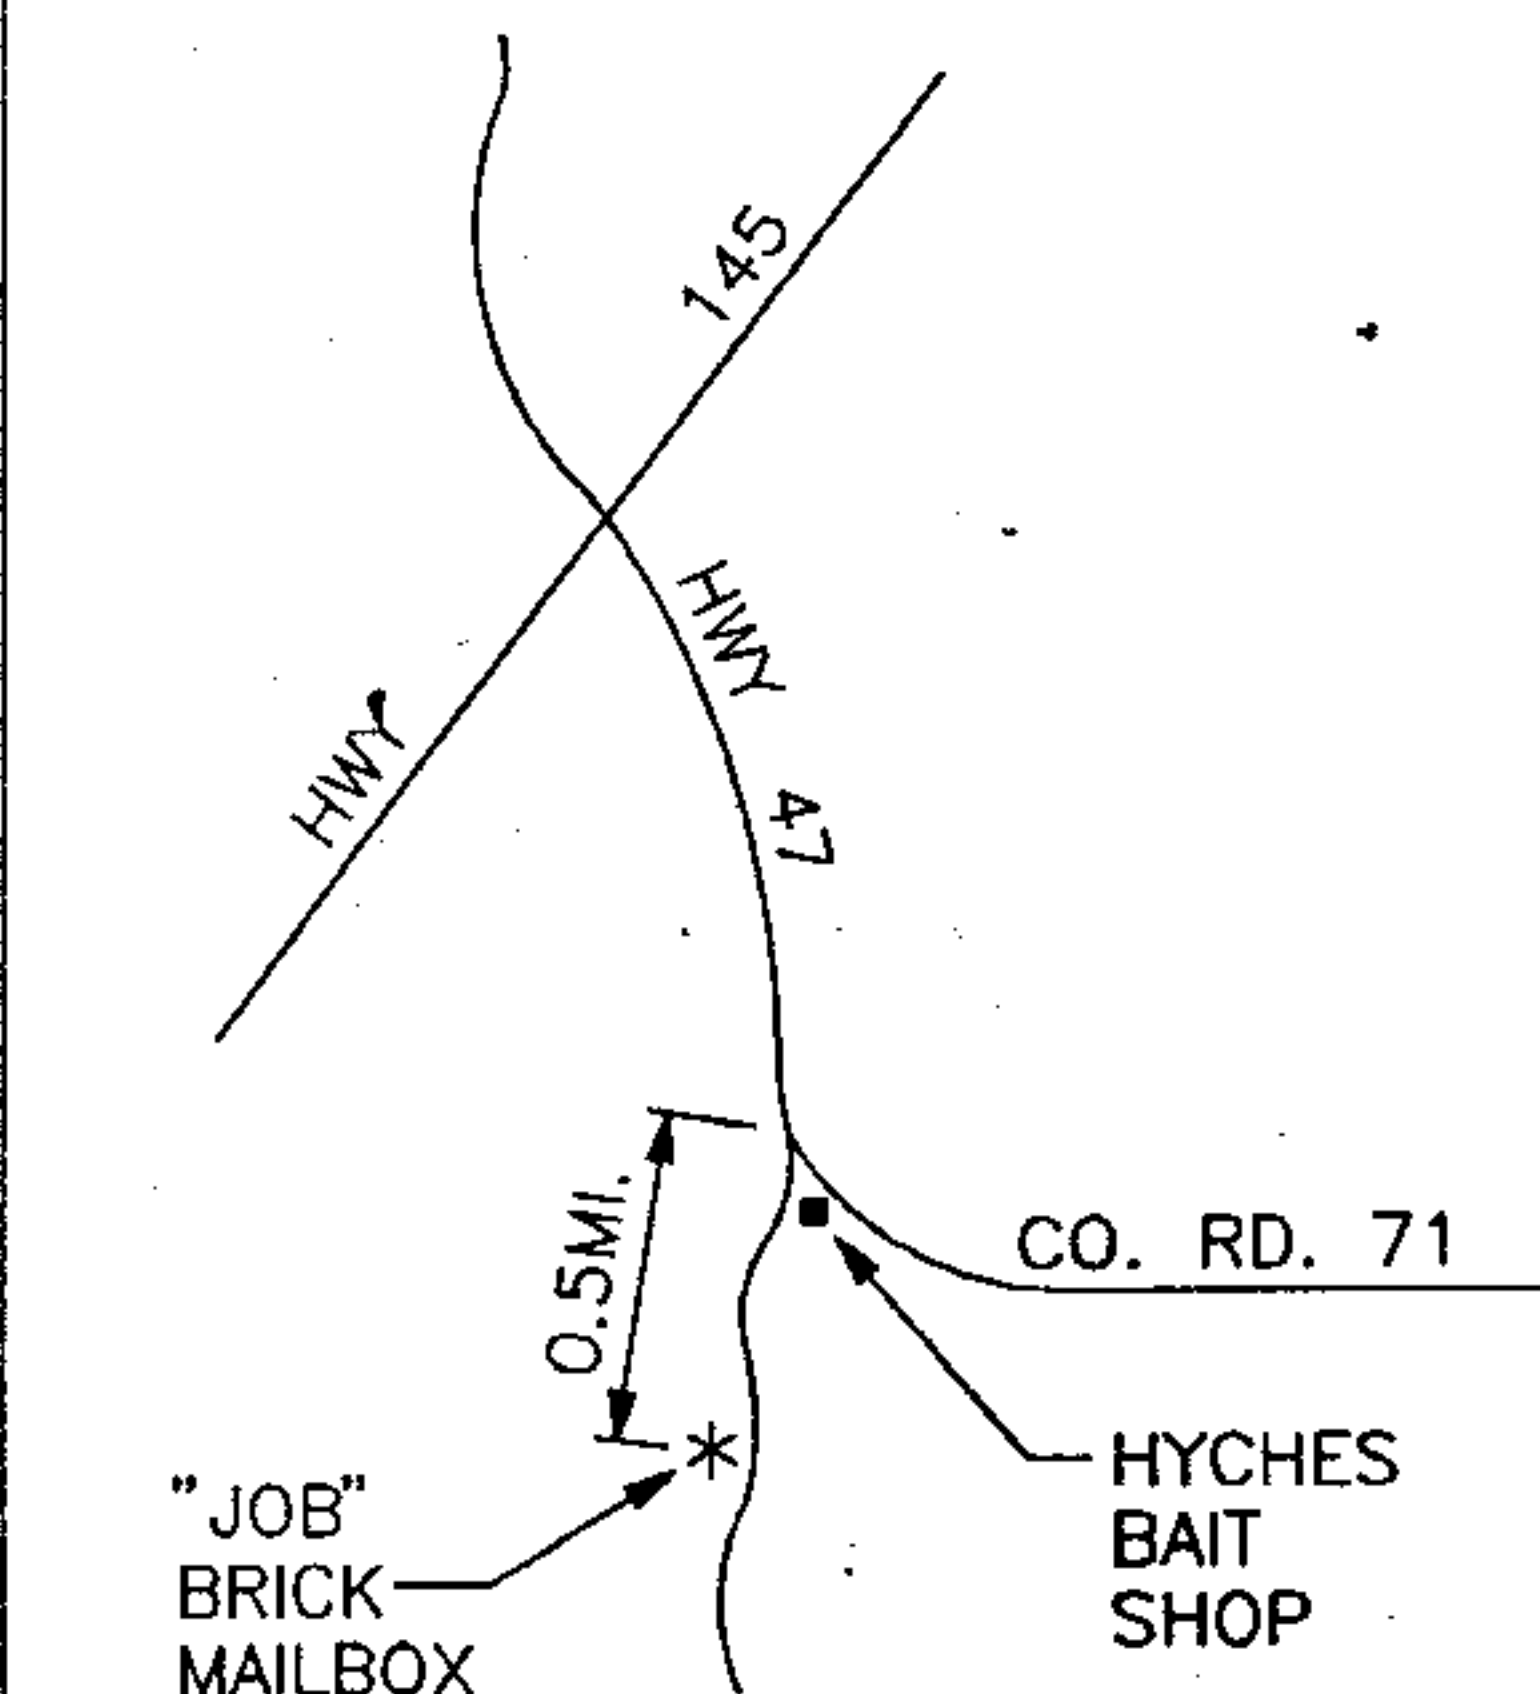 145
HWY
HWY
47
0.5MI.
CO. RD. 71
HYCHES
BAIT
SHOP
"JOB"
BRICK
MAILBOX